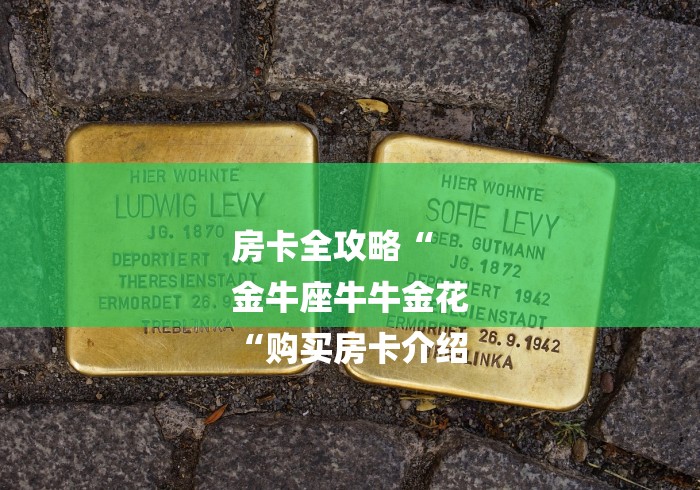 HIER WOHNTE
LUDWIG LEVY
JG. 1870
DEPORTIERT
THERESIENSTADT
ERMORDET 26.9
TREBLINKA
HIER WOHNTE
SOFIE LEVY
GEB. GUTMANN
JG. 1872
1942
ERMORDET 26.9.1942
房卡全攻略“
金牛座牛牛金花
“购买房卡介绍